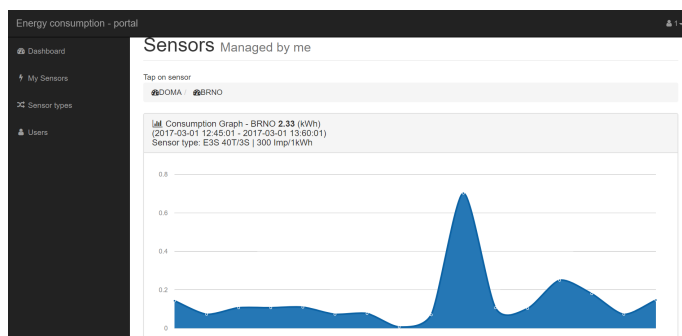 Energy consumption - portal
1
Dashboard
My Sensors
Sensor types
Users
Sensors Managed by me
Tap on sensor
DOMA / BRNO
Consumption Graph - BRNO 2.33 (kWh)
(2017-03-01 12:45:01 - 2017-03-01 13:60:01)
Sensor type: E3S 40T/3S | 300 Imp/1kWh
0.8
0.6
0.4
0.2
0